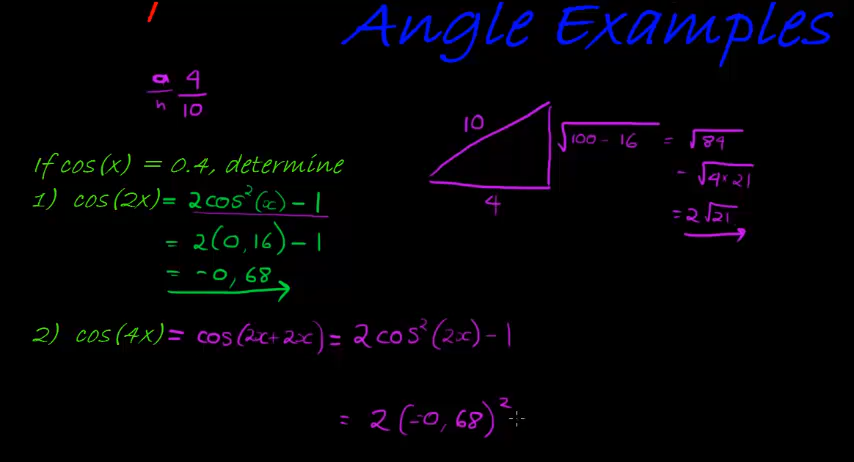 Angle Examples
a/h 4/10
10
√100 - 16 = √84
= √4 × 21
= 2√21
4
If cos(x) = 0.4, determine
1) cos(2x) = 2cos²(x) - 1
= 2(0,16) - 1
= -0,68
2) cos(4x) = cos(2x+2x) = 2cos²(2x) - 1
= 2(-0,68)²